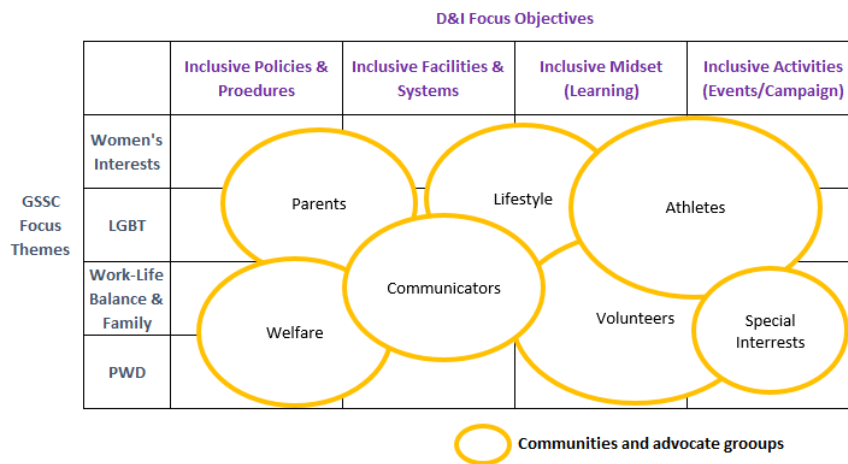 D&I Focus Objectives
Inclusive Policies &
Proedures
Inclusive Facilities &
Systems
Inclusive Midset
(Learning)
Inclusive Activities
(Events/Campaign)
GSSC
Focus
Themes
Women's
Interests
LGBT
Work-Life
Balance &
Family
PWD
Parents
Lifestyle
Athletes
Communicators
Welfare
Volunteers
Special
Interrests
Communities and advocate grooups